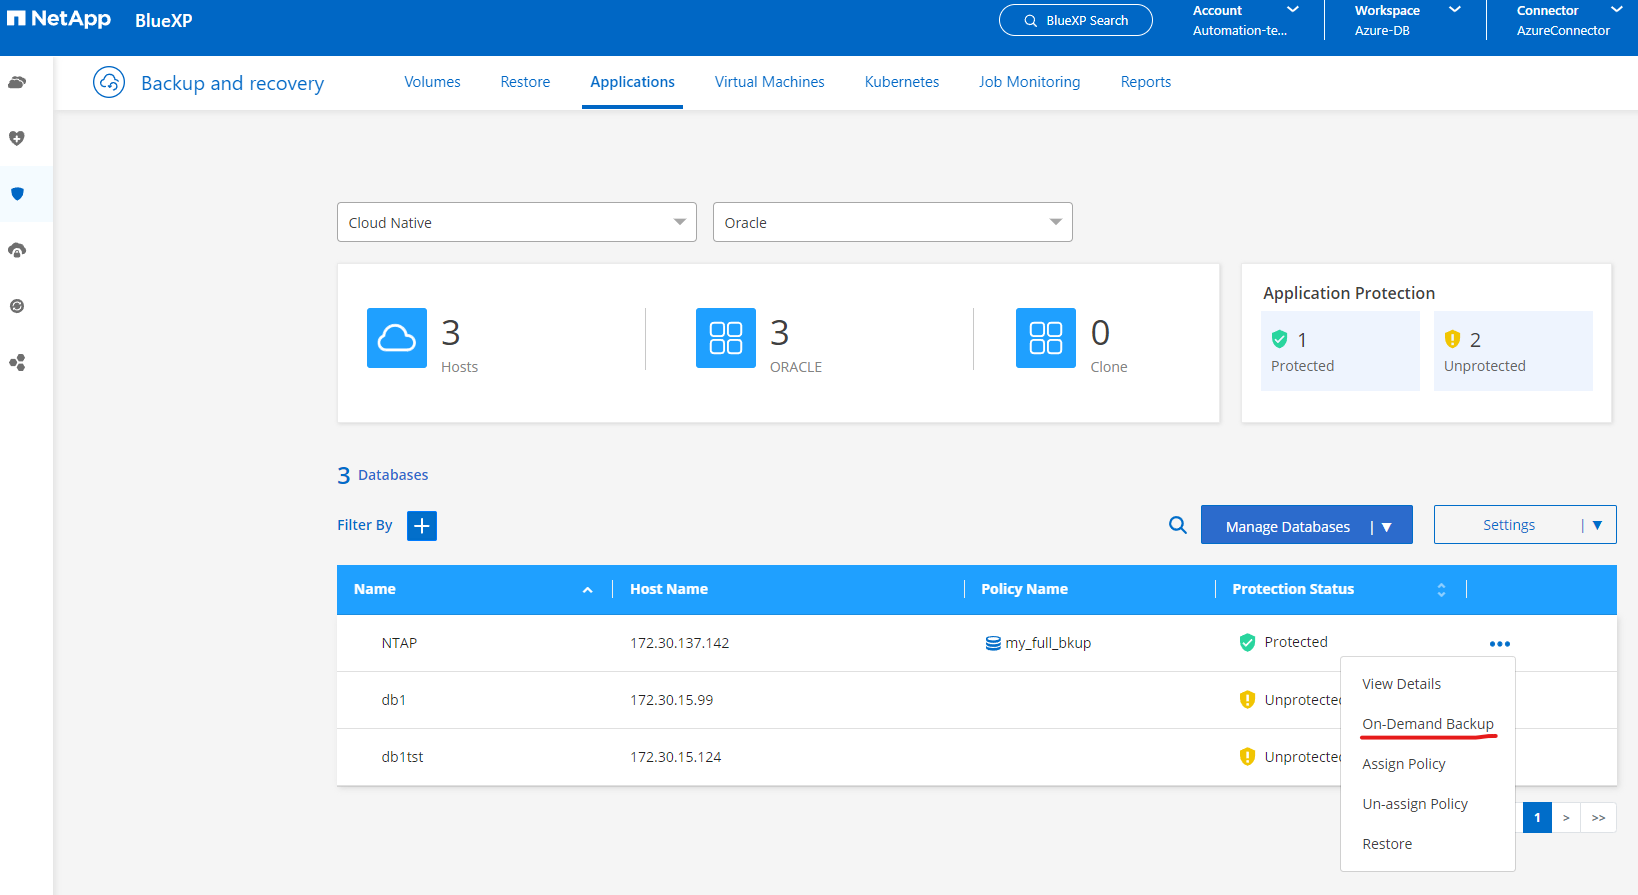 NetApp BlueXP BlueXP Search Account Automation-te... Workspace Azure-DB Connector AzureConnector
Backup and recovery Volumes Restore Applications Virtual Machines Kubernetes Job Monitoring Reports
Cloud Native Oracle
3 Hosts
3 ORACLE
0 Clone
Application Protection
1 Protected
2 Unprotected
3 Databases
Filter By + Manage Databases | Settings |
Name Host Name Policy Name Protection Status
NTAP 172.30.137.142 my_full_bkup Protected
db1 172.30.15.99 Unprotected
db1tst 172.30.15.124 Unprotected
View Details
On-Demand Backup
Assign Policy
Un-assign Policy
Restore
1 > >>